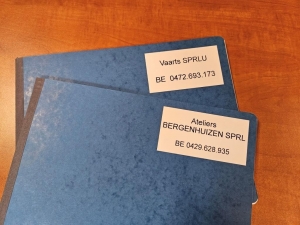 Vaarts SPRLU
BE 0472.693.173
Ateliers
BERGENHUIZEN SPRL
BE 0429.628.935